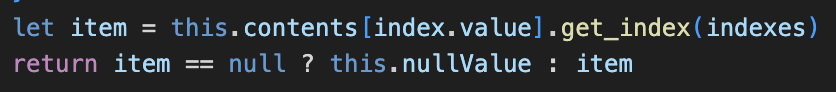 let item = this.contents[index.value].get_index(indexes)
return item == null ? this.nullValue : item